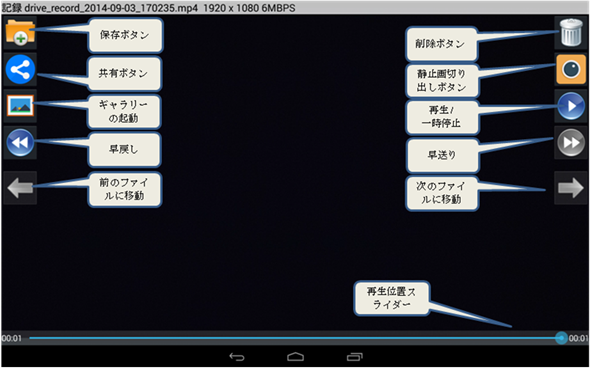 記録 drive_record_2014-09-03_170235.mp4 1920 x 1080 6MBPS
保存ボタン
共有ボタン
ギャラリー
の起動
早戻し
前のファイ
ルに移動
削除ボタン
静止画切り
出しボタン
再生/
一時停止
早送り
次のファイ
ルに移動
再生位置ス
ライダー
00:01
00:01